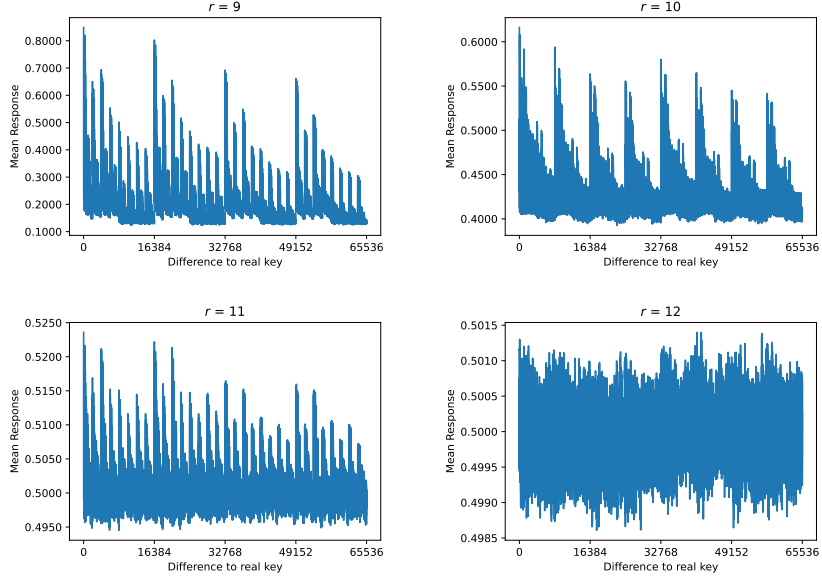 r = 9
0.8000
0.7000
0.6000
0.5000
0.4000
0.3000
0.2000
0.1000
Mean Response
0 16384 32768 49152 65536
Difference to real key
r = 10
0.6000
0.5500
0.5000
0.4500
0.4000
Mean Response
0 16384 32768 49152 65536
Difference to real key
r = 11
0.5250
0.5200
0.5150
0.5100
0.5050
0.5000
0.4950
Mean Response
0 16384 32768 49152 65536
Difference to real key
r = 12
0.5015
0.5010
0.5005
0.5000
0.4995
0.4990
0.4985
Mean Response
0 16384 32768 49152 65536
Difference to real key